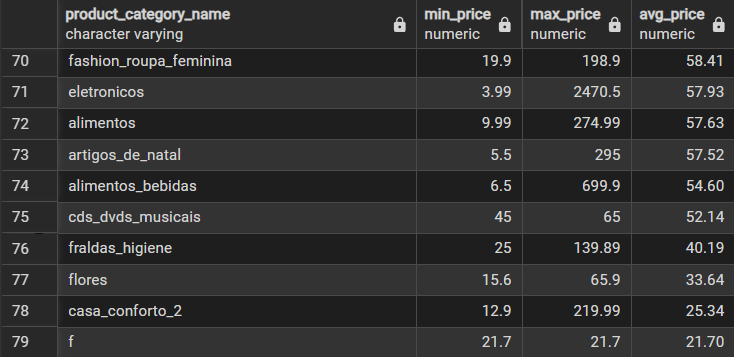 product_category_name min_price max_price avg_price
character varying numeric numeric numeric
70 fashion_roupa_feminina 19.9 198.9 58.41
71 eletronicos 3.99 2470.5 57.93
72 alimentos 9.99 274.99 57.63
73 artigos_de_natal 5.5 295 57.52
74 alimentos_bebidas 6.5 699.9 54.60
75 cds_dvds_musicais 45 65 52.14
76 fraldas_higiene 25 139.89 40.19
77 flores 15.6 65.9 33.64
78 casa_conforto_2 12.9 219.99 25.34
79 f 21.7 21.7 21.70